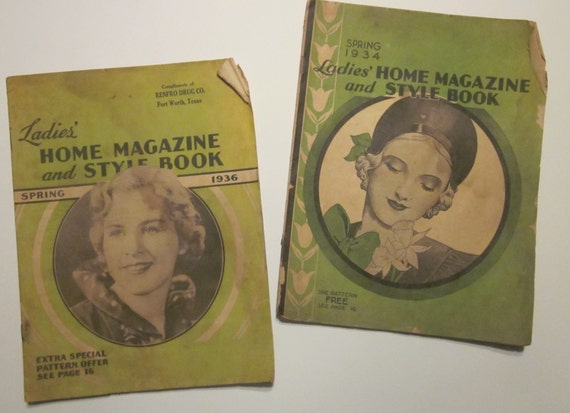 Compliments of
RENFRO DRUG CO.
Fort Worth, Texas
Ladies'
HOME MAGAZINE
and STYLE BOOK
SPRING 1936
EXTRA SPECIAL
PATTERN OFFER
SEE PAGE 16
SPRING
1934
Ladies' HOME MAGAZINE
and STYLE BOOK
ONE PATTERN
FREE
SEE PAGE 16